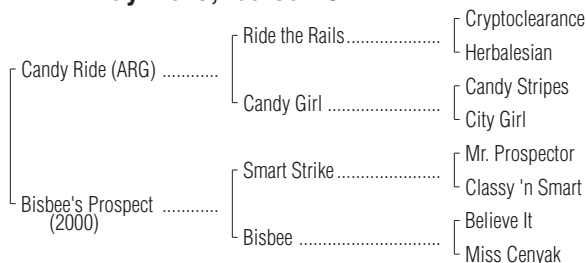 Cryptoclearance
Ride the Rails
Herbalesian
Candy Ride (ARG)
Candy Stripes
Candy Girl
City Girl
Mr. Prospector
Smart Strike
Classy 'n Smart
Bisbee's Prospect
(2000)
Believe It
Bisbee
Miss Cenyak